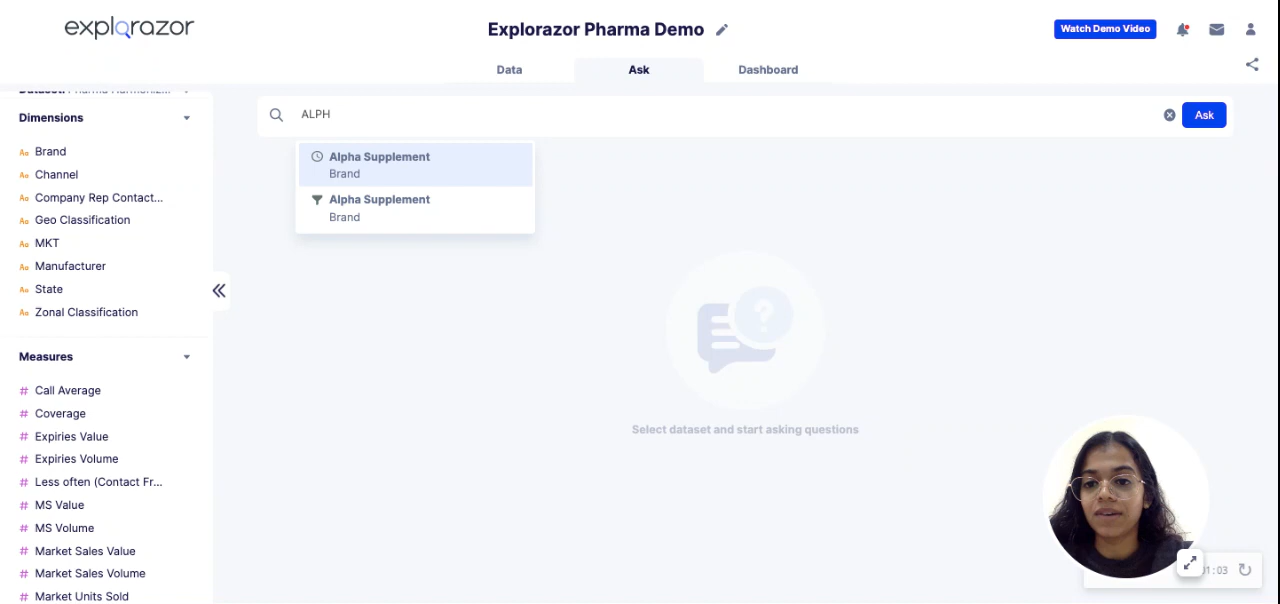 explorazor
Explorazor Pharma Demo
Watch Demo Video
Data
Ask
Dashboard
Dimensions
Brand
Channel
Company Rep Contact...
Geo Classification
MKT
Manufacturer
State
Zonal Classification
Measures
Call Average
Coverage
Expiries Value
Expiries Volume
Less often (Contact Fr...
MS Value
MS Volume
Market Sales Value
Market Sales Volume
Market Units Sold
ALPH
Ask
Alpha Supplement
Brand
Alpha Supplement
Brand
?
Select dataset and start asking questions
1:03